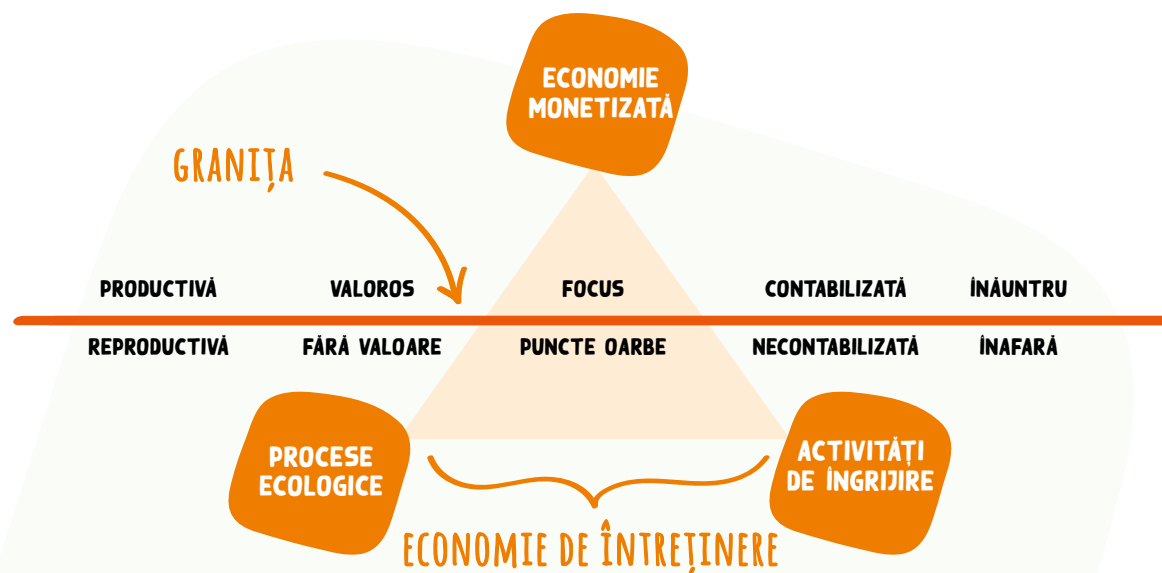 ECONOMIE
MONETIZATĂ
GRANIȚA
PRODUCTIVĂ VALOROS FOCUS CONTABILIZATĂ ÎNĂUNTRU
REPRODUCTIVĂ FĂRĂ VALOARE PUNCTE OARBE NECONTABILIZATĂ ÎNAFARĂ
PROCESE
ECOLOGICE
ACTIVITĂȚI
DE ÎNGRIJIRE
ECONOMIE DE ÎNTREȚINERE